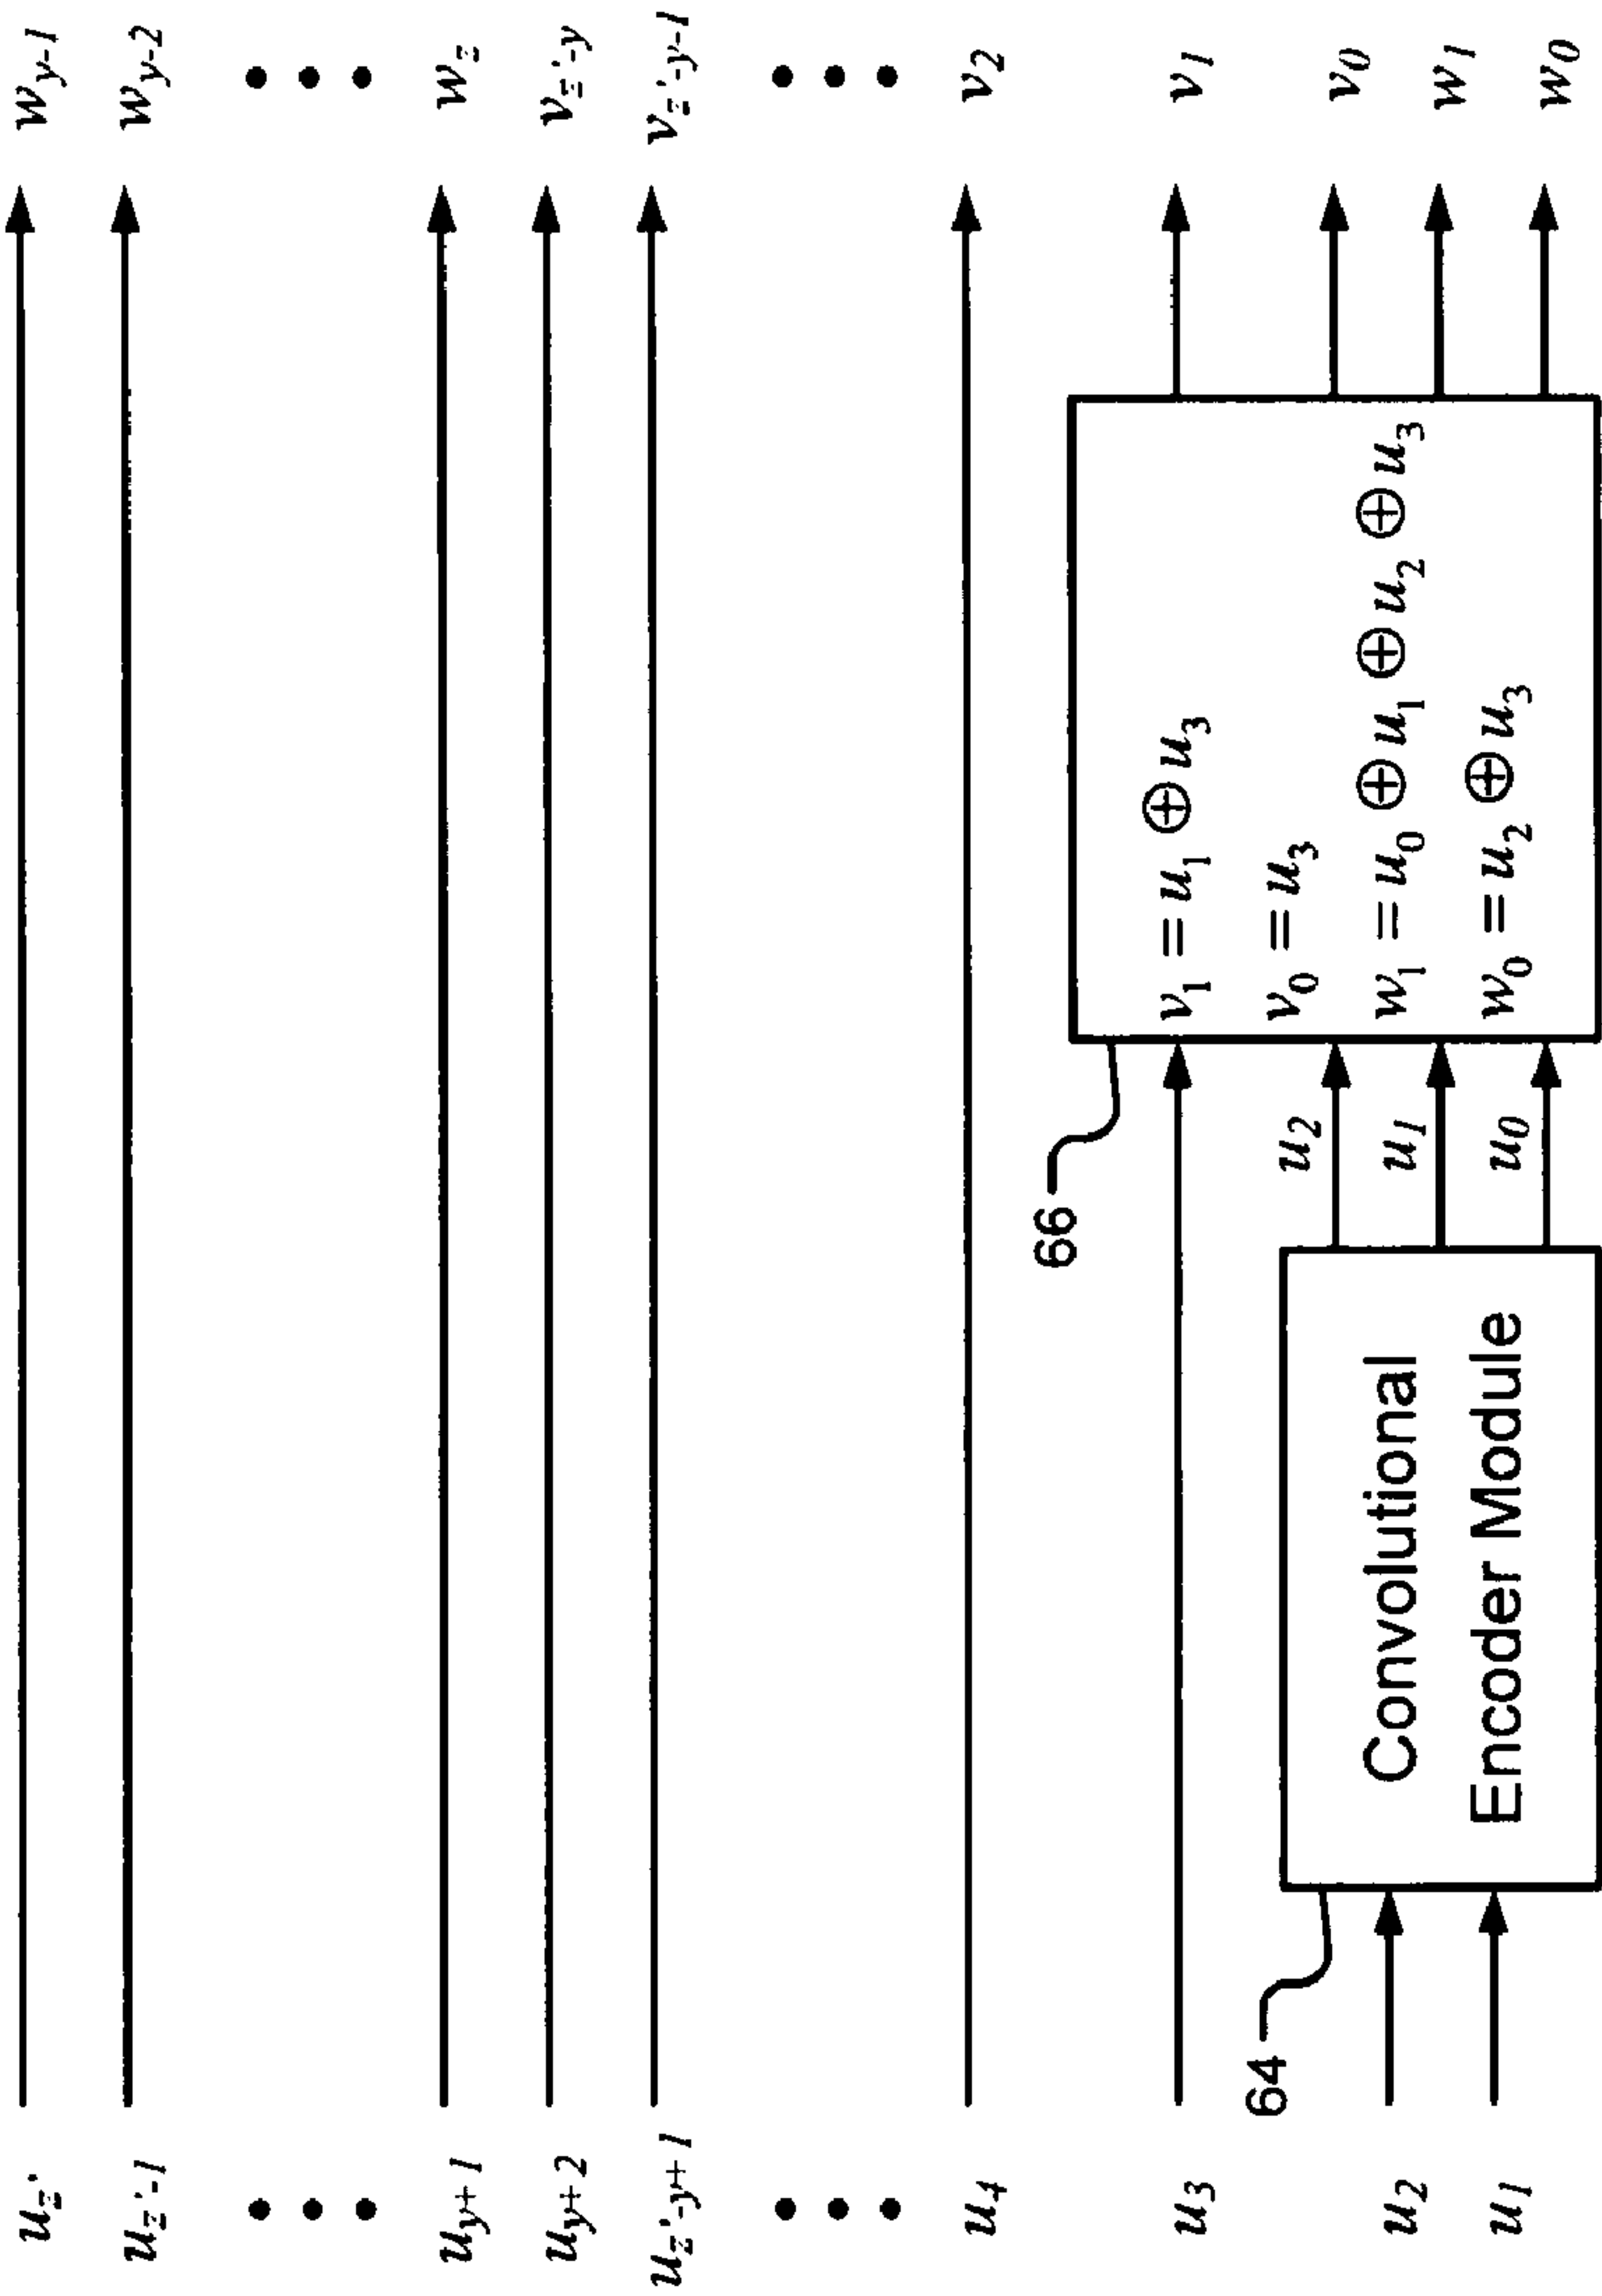 u_z' w_{y-1}
u_{z'-1} w_{y-2}
u_{y+1} w_z
u_{y+2} v_{z'-y}
u_{z'-y+1} v_{z'-y-1}
u_4 v_2
66
u_3 v_1 = u_1 ⊕ u_3 v_1
64
u_2 v_0 = u_3 v_0
u_2 Convolutional u_1 w_1 = u_0 ⊕ u_1 ⊕ u_2 ⊕ u_3 w_1
u_1 Encoder Module u_0 w_0 = u_2 ⊕ u_3 w_0